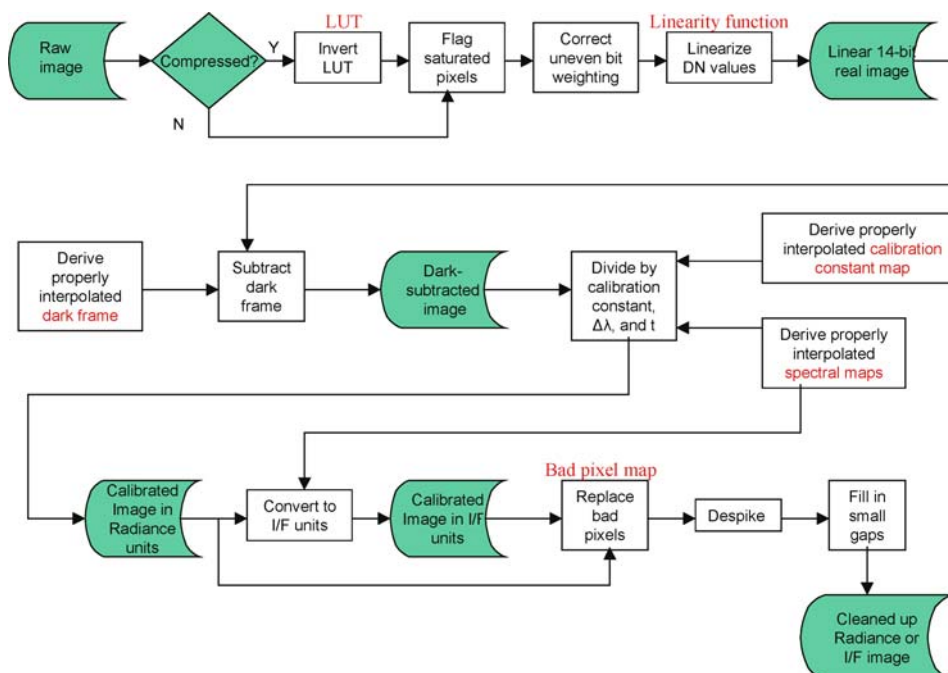 LUT
Linearity function
Raw
image
Compressed?
Y
N
Invert
LUT
Flag
saturated
pixels
Correct
uneven bit
weighting
Linearize
DN values
Linear 14-bit
real image
Derive
properly
interpolated
dark frame
Subtract
dark
frame
Dark-
subtracted
image
Divide by
calibration
constant,
Δλ, and t
Derive properly
interpolated calibration
constant map
Derive properly
interpolated
spectral maps
Calibrated
Image in
Radiance
units
Convert to
I/F units
Calibrated
Image in I/F
units
Bad pixel map
Replace
bad
pixels
Despike
Fill in
small
gaps
Cleaned up
Radiance or
I/F image